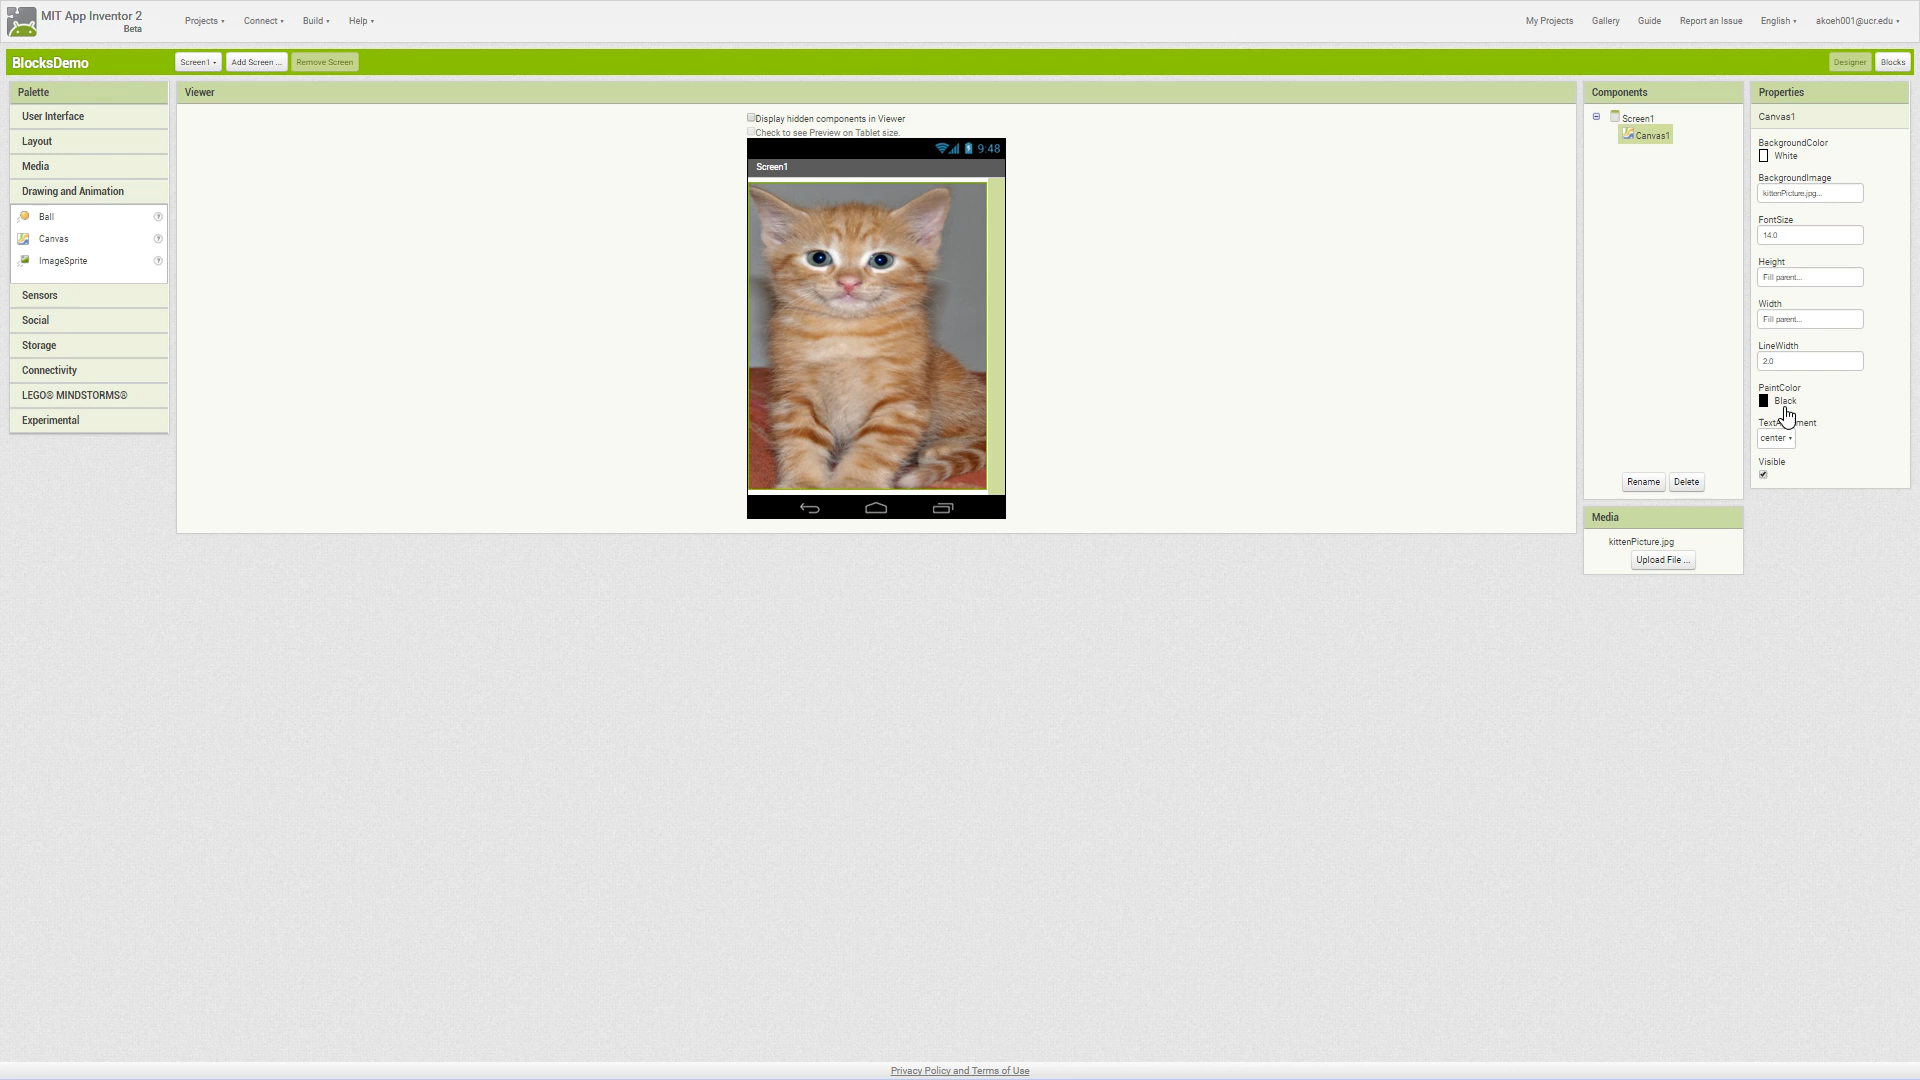 MIT App Inventor 2
Beta
Projects Connect Build Help
My Projects Gallery Guide Report an Issue English akoeh001@ucr.edu
BlocksDemo
Screen1 Add Screen ... Remove Screen
Designer Blocks
Palette
User Interface
Layout
Media
Drawing and Animation
Ball ?
Canvas ?
ImageSprite ?
Sensors
Social
Storage
Connectivity
LEGO® MINDSTORMS®
Experimental
Viewer
Display hidden components in Viewer
Check to see Preview on Tablet size.
9:48
Screen1
Components
Screen1
Canvas1
Rename Delete
Media
kittenPicture.jpg
Upload File ...
Properties
Canvas1
BackgroundColor
White
BackgroundImage
kittenPicture.jpg...
FontSize
14.0
Height
Fill parent...
Width
Fill parent...
LineWidth
2.0
PaintColor
Black
center
Visible
Privacy Policy and Terms of Use